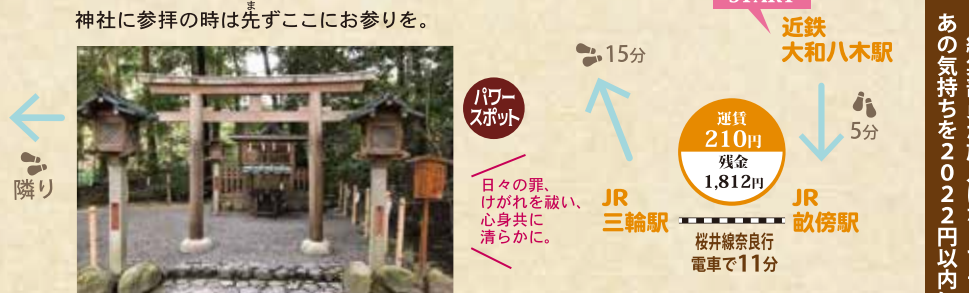 あの気持ちを2022円以内
START
近鉄
大和八木駅
5分
JR
畝傍駅
運賃
210円
残金
1,812円
桜井線奈良行
電車で11分
JR
三輪駅
15分
ま
神社に参拝の時は先ずここにお参りを。
パワー
スポット
日々の罪、
けがれを祓い、
心身共に
清らかに。
隣り